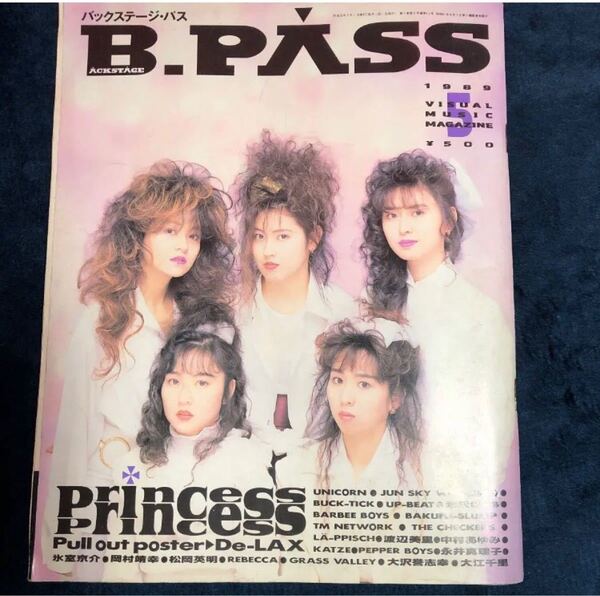 バックステージ・パス
B.PASS
ACKSTAGE
1989
5
VISUAL
MUSIC
MAGAZINE
¥500
Princess
Princess
Pull out poster▶De-LAX
UNICORN ● JUN SKY
BUCK-TICK ● UP-BEAT ●
BARBEE BOYS ● BAKUFU-SLUMP ●
TM NETWORK ● THE CHECKERS ●
LÄ-PPISCH ● 渡辺美里 ● 中村あゆみ ●
KATZE ● PEPPER BOYS ● 永井真理子 ●
氷室京介 ● 岡村靖幸 ● 松岡英明 ● REBECCA ● GRASS VALLEY ● 大沢誉志幸 ● 大江千里